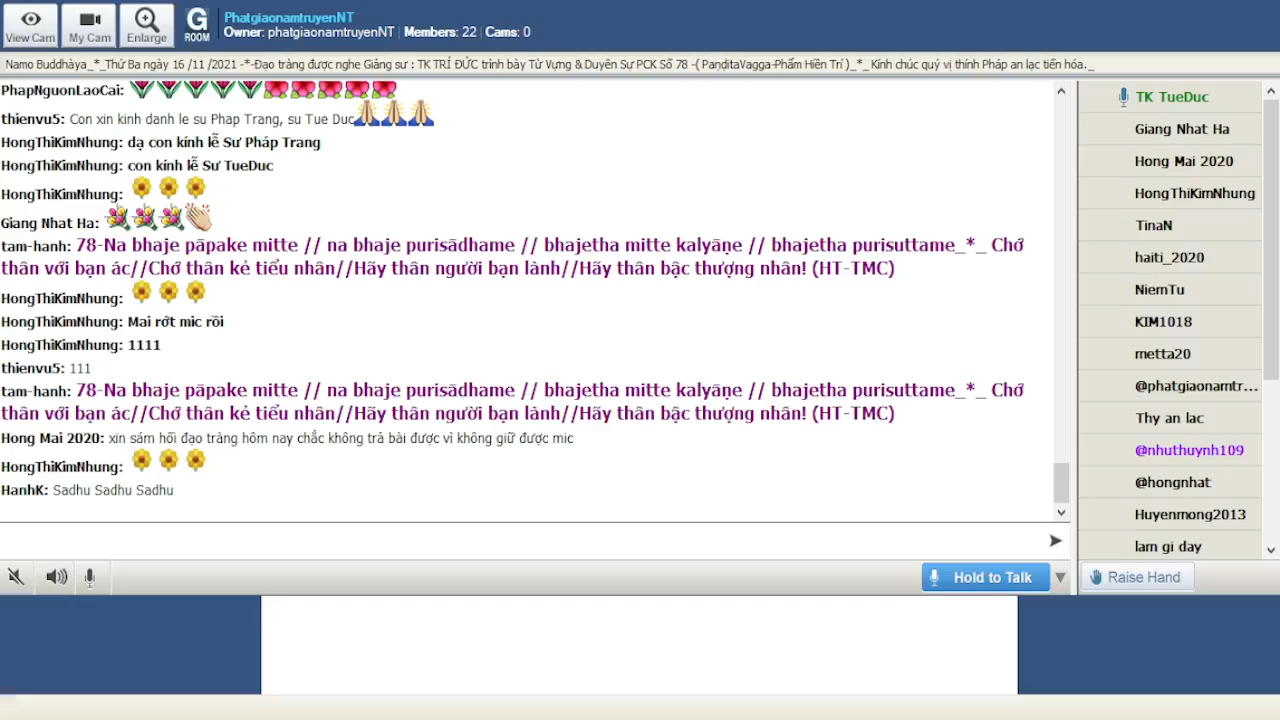 View Cam
My Cam
Enlarge
G
ROOM
PhatgiaonamtruyenNT
Owner: phatgiaonamtruyenNT | Members: 22 | Cams: 0
Namo Buddhàya_*_Thứ Ba ngày 16 /11 /2021 -*-Đạo tràng được nghe Giảng sư : TK TRÍ ĐỨC trình bày Từ Vựng & Duyên Sự PCK Số 78 -( PaṇḍitaVagga-Phẩm Hiền Trí )_*_ Kính chúc quý vị thính Pháp an lạc tiến hóa._
PhapNguonLaoCai:
thienvu5: Con xin kinh danh le su Phap Trang, su Tue Duc
HongThiKimNhung: dạ con kính lễ Sư Pháp Trang
HongThiKimNhung: con kính lễ Sư TueDuc
HongThiKimNhung:
Giang Nhat Ha:
tam-hanh: 78-Na bhaje pāpake mitte // na bhaje purisādhame // bhajetha mitte kalyāṇe // bhajetha purisuttame_*_ Chớ
thân với bạn ác//Chớ thân kẻ tiểu nhân//Hãy thân người bạn lành//Hãy thân bậc thượng nhân! (HT-TMC)
HongThiKimNhung:
HongThiKimNhung: Mai rớt mic rồi
HongThiKimNhung: 1111
thienvu5: 111
tam-hanh: 78-Na bhaje pāpake mitte // na bhaje purisādhame // bhajetha mitte kalyāṇe // bhajetha purisuttame_*_ Chớ
thân với bạn ác//Chớ thân kẻ tiểu nhân//Hãy thân người bạn lành//Hãy thân bậc thượng nhân! (HT-TMC)
Hong Mai 2020: xin sám hối đạo tràng hôm nay chắc không trả bài được vì không giữ được mic
HongThiKimNhung:
HanhK: Sadhu Sadhu Sadhu
Hold to Talk
TK TueDuc
Giang Nhat Ha
Hong Mai 2020
HongThiKimNhung
TinaN
haiti_2020
NiemTu
KIM1018
metta20
@phatgiaonamtr...
Thy an lac
@nhuthuynh109
@hongnhat
Huyenmong2013
lam gi day
Raise Hand